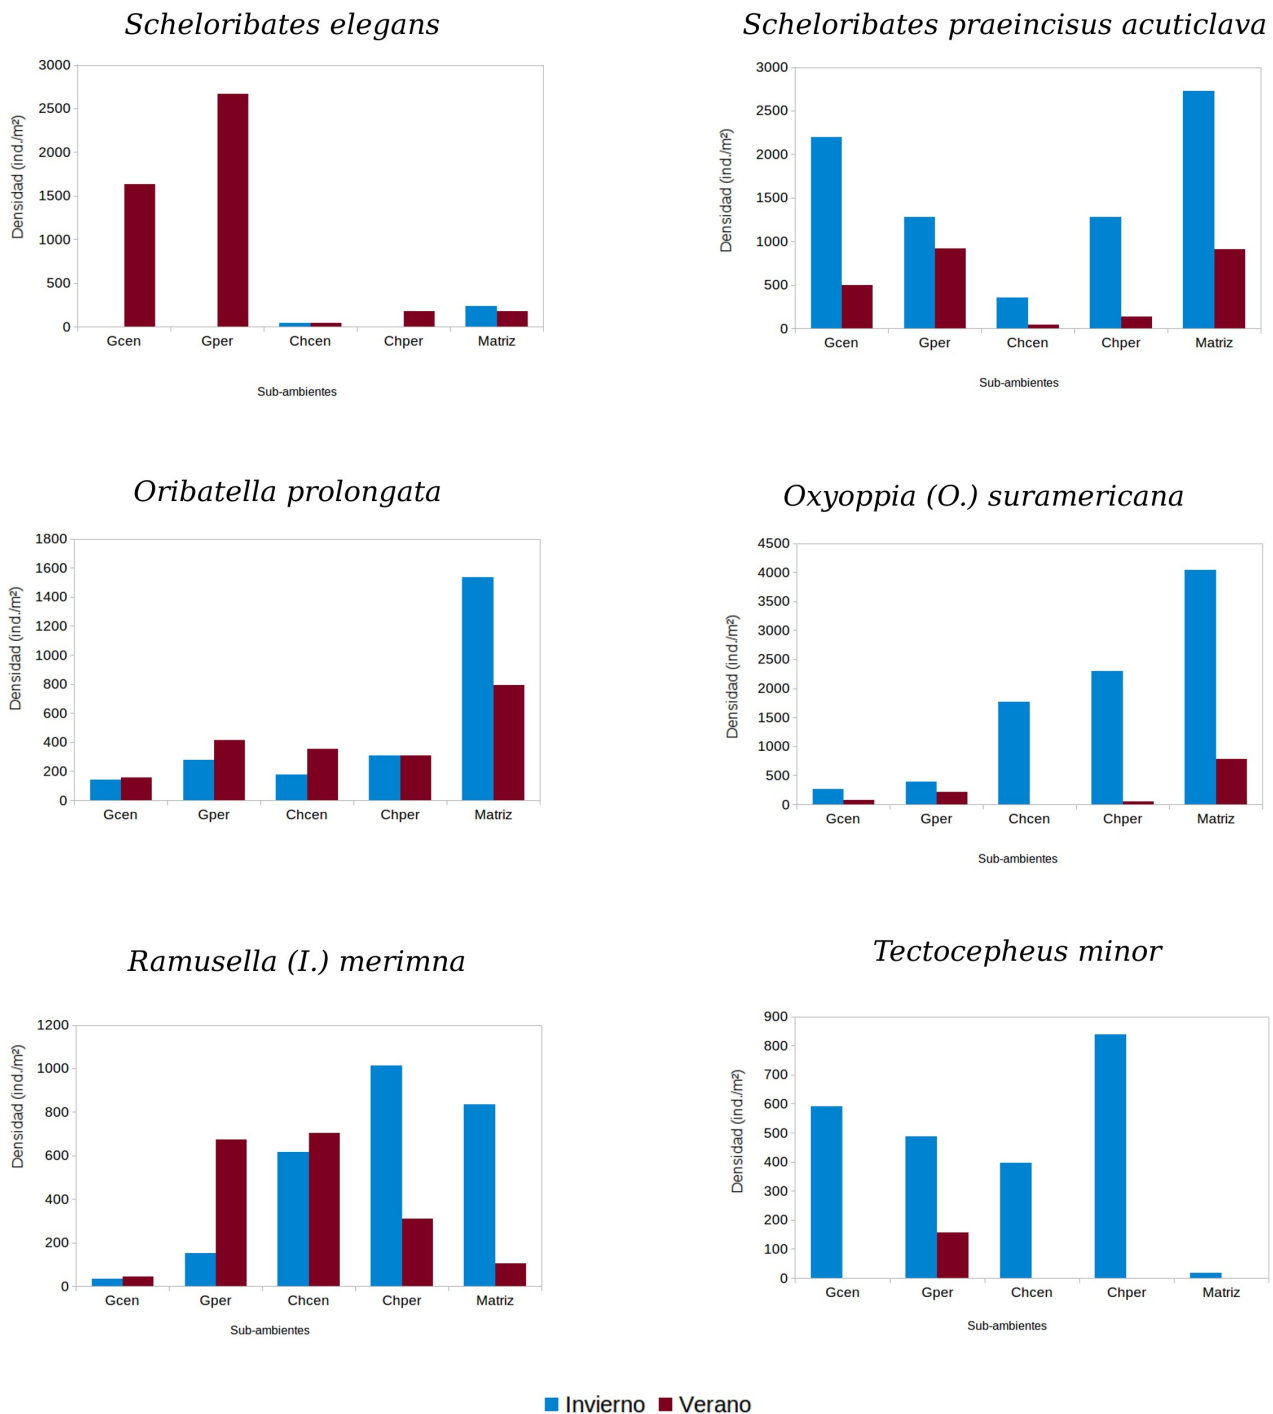 Scheloribates elegans
Densidad (ind./m²)
3000
2500
2000
1500
1000
500
0
Gcen Gper Chcen Chper Matriz
Sub-ambientes
Scheloribates praeincisus acuticlava
Densidad (ind./m²)
3000
2500
2000
1500
1000
500
0
Gcen Gper Chcen Chper Matriz
Sub-ambientes
Oribatella prolongata
Densidad (ind./m²)
1800
1600
1400
1200
1000
800
600
400
200
0
Gcen Gper Chcen Chper Matriz
Oxyoppia (O.) suramericana
Densidad (ind./m²)
4500
4000
3500
3000
2500
2000
1500
1000
500
0
Gcen Gper Chcen Chper Matriz
Sub-ambientes
Ramusella (I.) merimna
Densidad (ind./m²)
1200
1000
800
600
400
200
0
Gcen Gper Chcen Chper Matriz
Sub-ambientes
Tectocepheus minor
Densidad (ind./m²)
900
800
700
600
500
400
300
200
100
0
Gcen Gper Chcen Chper Matriz
Sub-ambientes
Invierno Verano